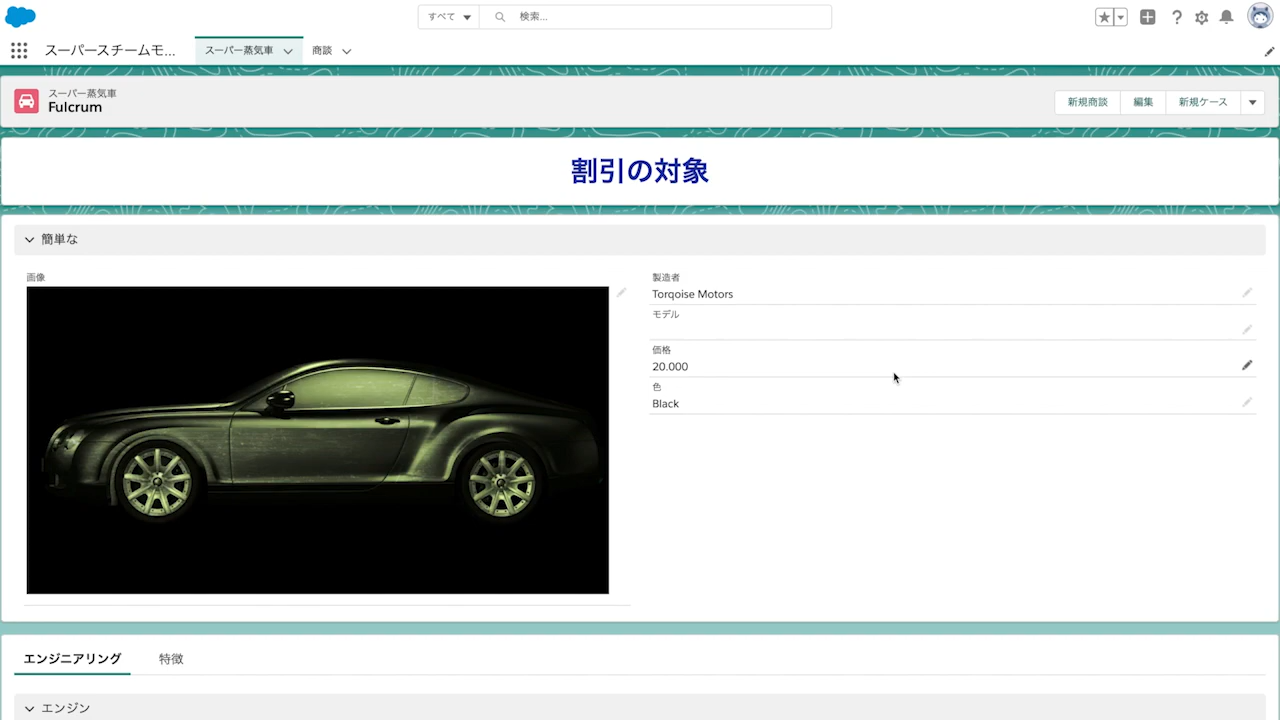 すべて
検索...
スーパースチームモ...
スーパー蒸気車
商談
スーパー蒸気車
Fulcrum
新規商談
編集
新規ケース
割引の対象
簡単な
画像
製造者
Torqoise Motors
モデル
価格
20.000
色
Black
エンジニアリング
特徴
エンジン